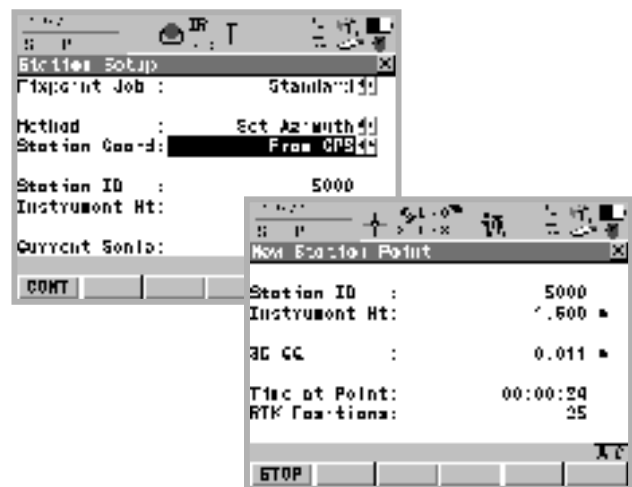 Station Setup
Fixpoint Job : Standard
Method : Set Azimuth
Station Coord: From GPS
Station ID : 5000
Instrument Ht:
Current Scale:
CONT
New Station Point
Station ID : 5000
Instrument Ht: 1.600 m
3D CQ : 0.011 m
Time at Point: 00:00:24
RTK Positions: 25
STOP